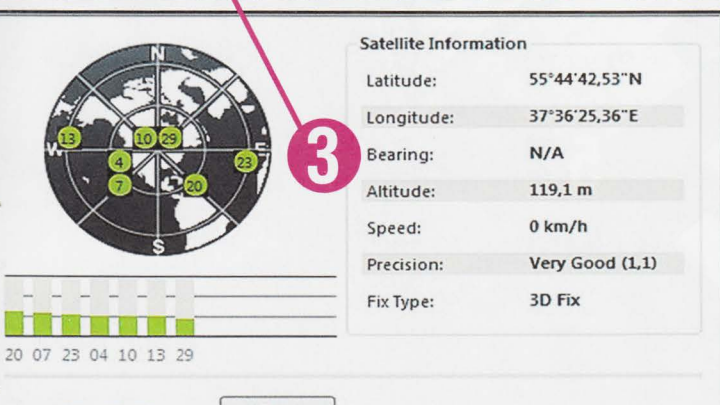 N
13 10 29
W E
4 23
7 20
S
20 07 23 04 10 13 29
3
Satellite Information
Latitude: 55°44'42,53"N
Longitude: 37°36'25,36"E
Bearing: N/A
Altitude: 119,1 m
Speed: 0 km/h
Precision: Very Good (1,1)
Fix Type: 3D Fix